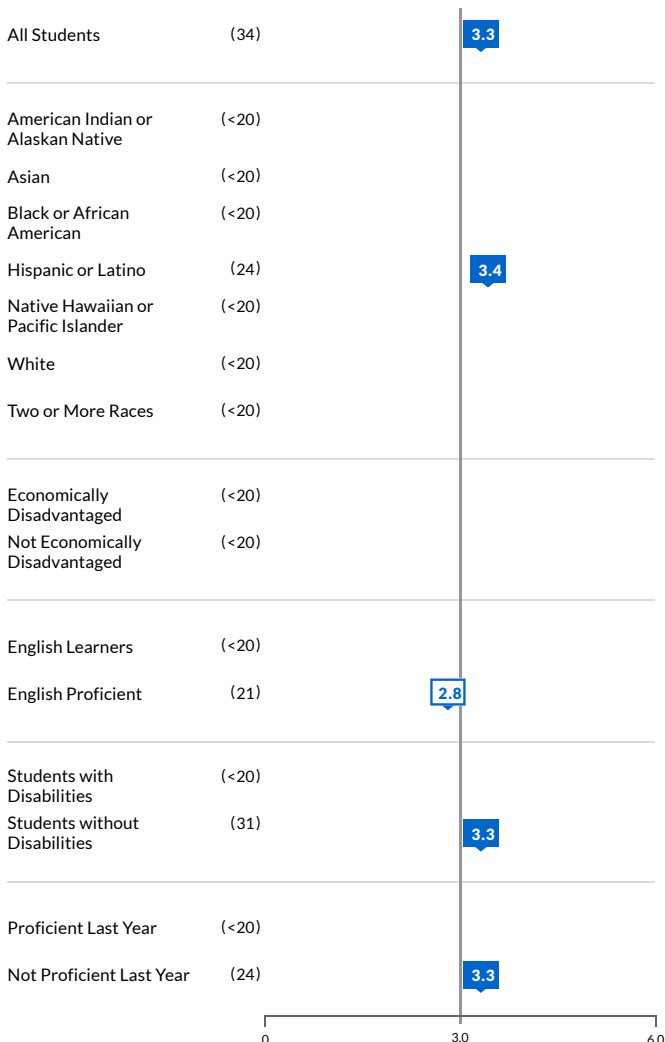 All Students (34) 3.3
American Indian or (<20)
Alaskan Native
Asian (<20)
Black or African (<20)
American
Hispanic or Latino (24) 3.4
Native Hawaiian or (<20)
Pacific Islander
White (<20)
Two or More Races (<20)
Economically (<20)
Disadvantaged
Not Economically (<20)
Disadvantaged
English Learners (<20)
English Proficient (21) 2.8
Students with (<20)
Disabilities
Students without (31) 3.3
Disabilities
Proficient Last Year (<20)
Not Proficient Last Year (24) 3.3
0 3.0 6.0